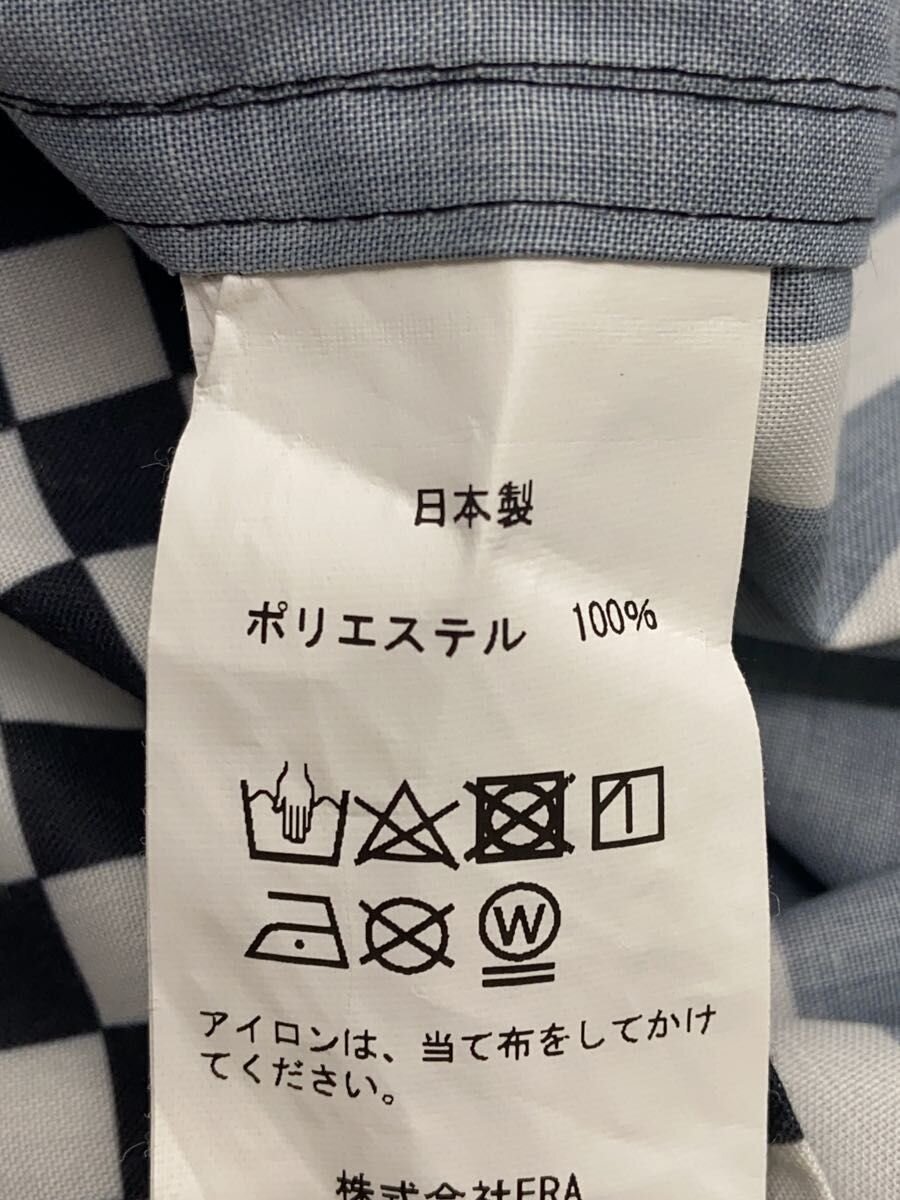 日本製
ポリエステル 100%
W
アイロンは、当て布をしてかけ
てください。
株式会社ERA